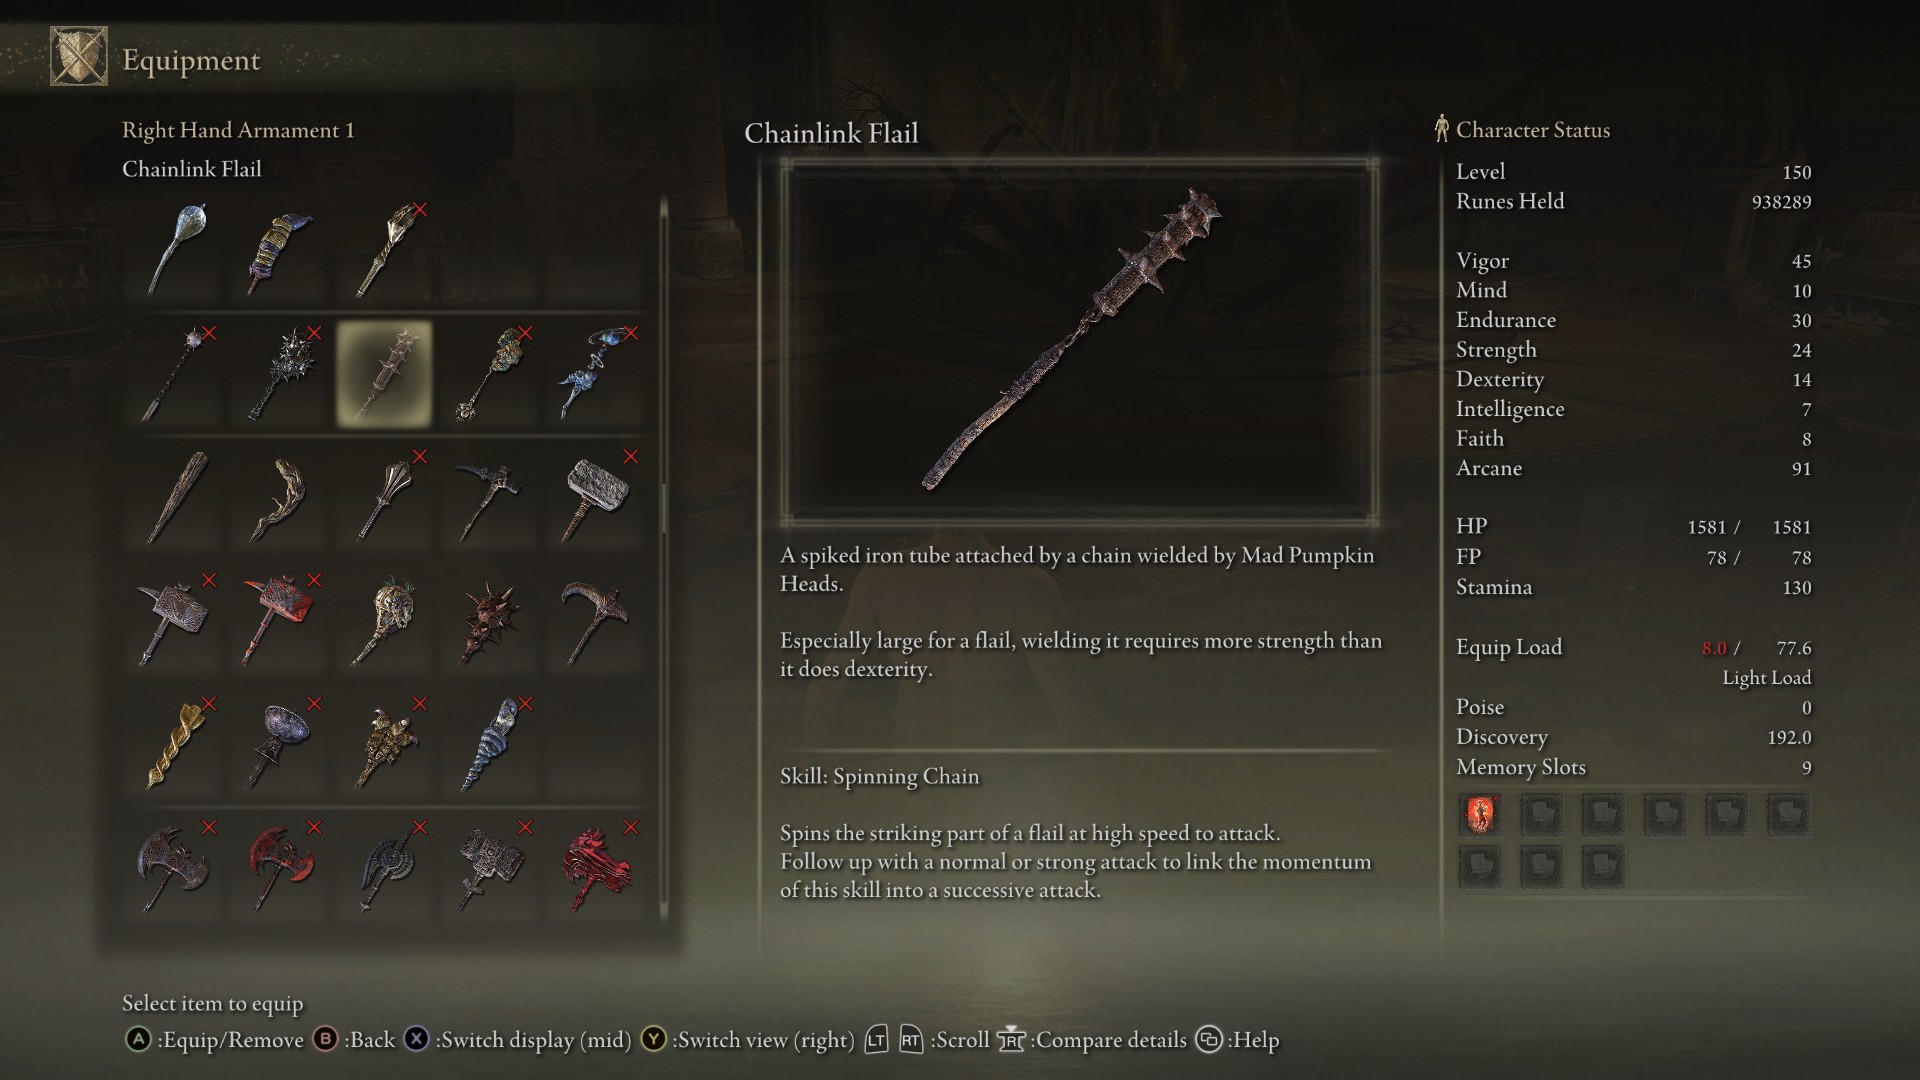 Equipment
Right Hand Armament 1
Chainlink Flail
Chainlink Flail
A spiked iron tube attached by a chain wielded by Mad Pumpkin
Heads.
Especially large for a flail, wielding it requires more strength than
it does dexterity.
Skill: Spinning Chain
Spins the striking part of a flail at high speed to attack.
Follow up with a normal or strong attack to link the momentum
of this skill into a successive attack.
Character Status
Level 150
Runes Held 938289
Vigor 45
Mind 10
Endurance 30
Strength 24
Dexterity 14
Intelligence 7
Faith 8
Arcane 91
HP 1581 / 1581
FP 78 / 78
Stamina 130
Equip Load 8.0 / 77.6
Light Load
Poise 0
Discovery 192.0
Memory Slots 9
Select item to equip
A :Equip/Remove B :Back X :Switch display (mid) Y :Switch view (right) LT RT :Scroll R :Compare details :Help